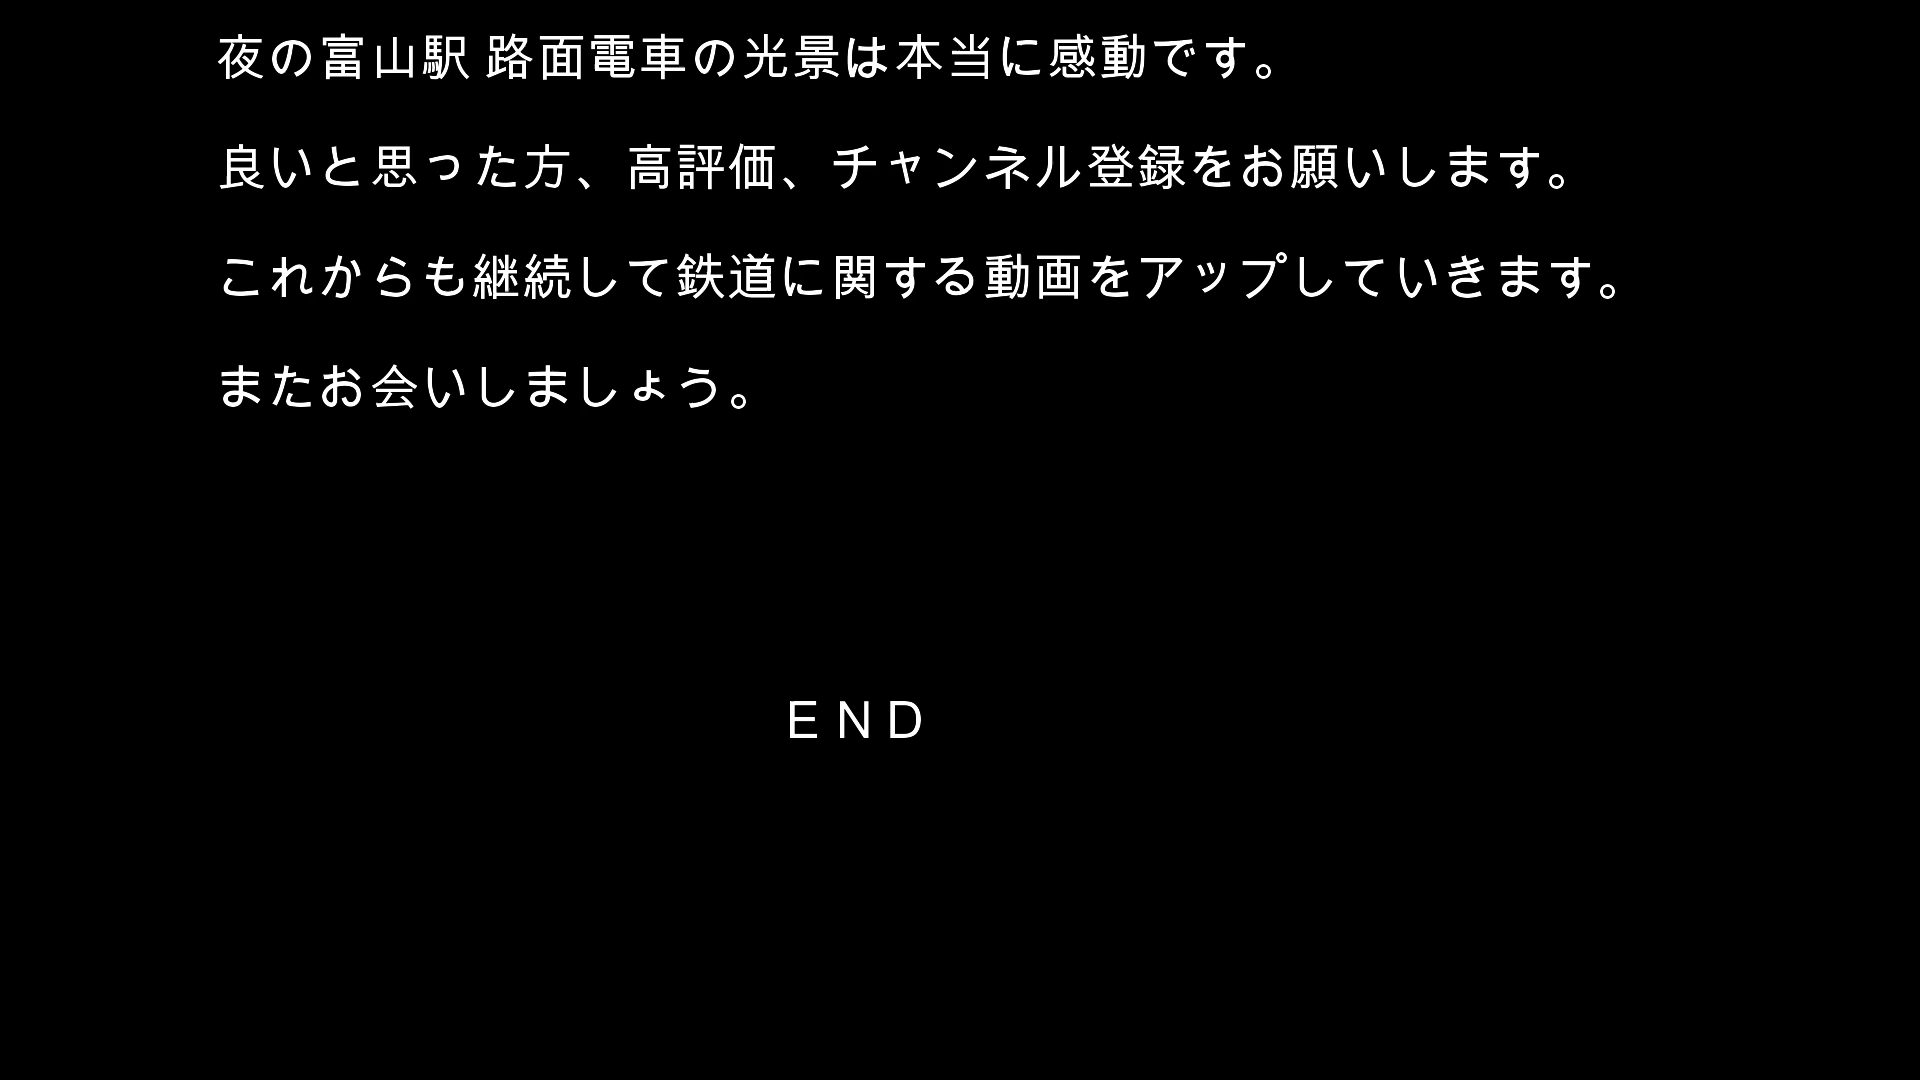 夜の富山駅 路面電車の光景は本当に感動です。
良いと思った方、高評価、チャンネル登録をお願いします。
これからも継続して鉄道に関する動画をアップしていきます。
またお会いしましょう。
ＥＮＤ